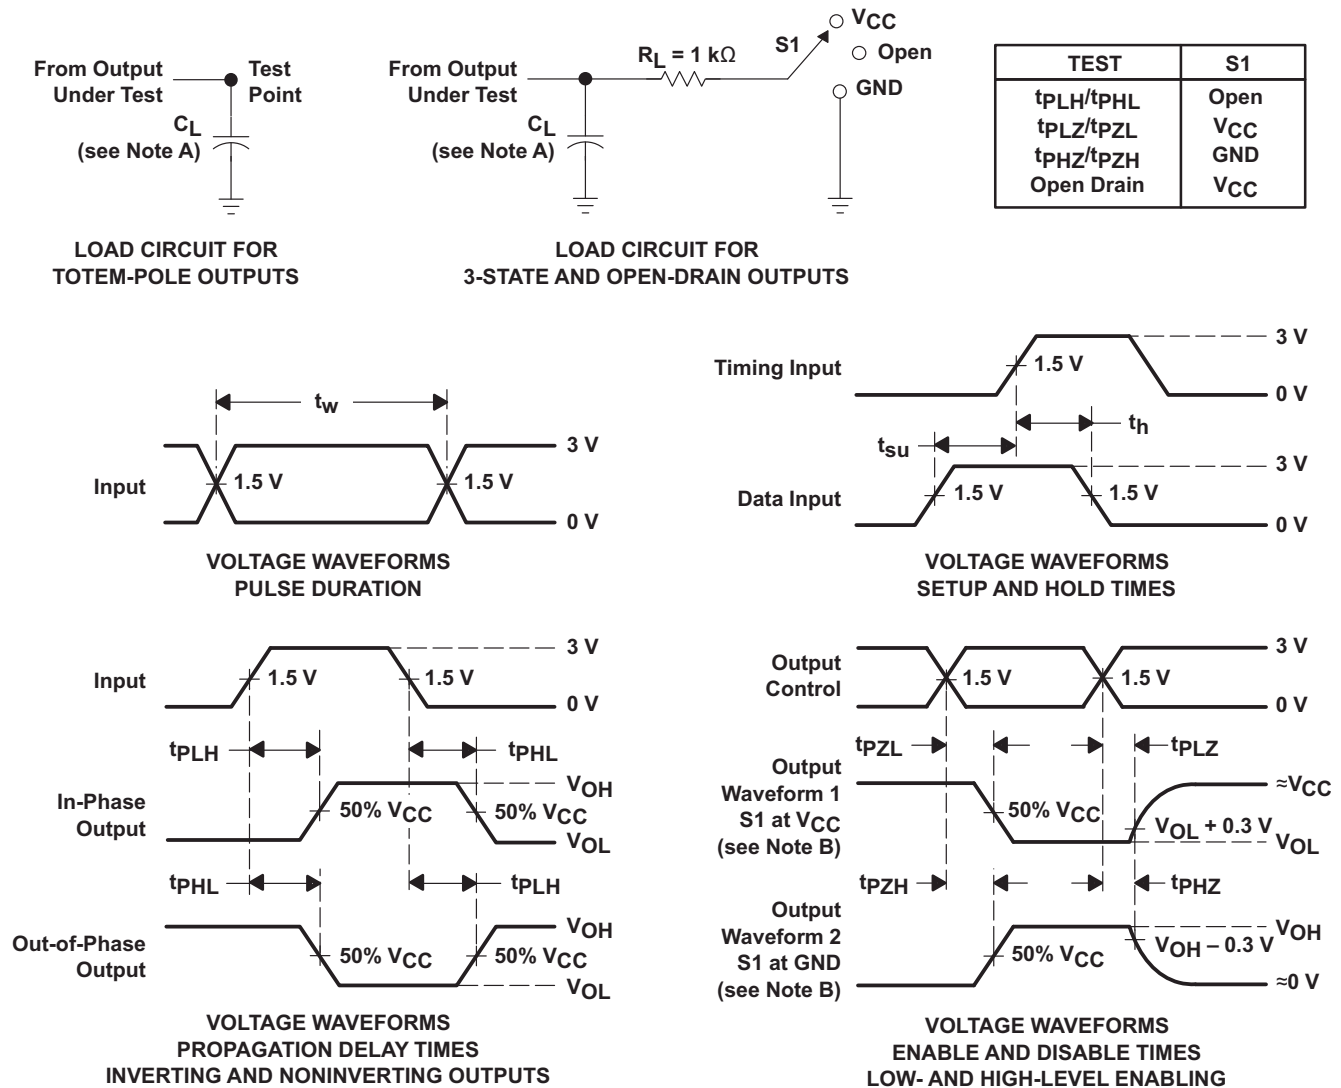 From Output
Under Test
Test
Point
CL
(see Note A)
LOAD CIRCUIT FOR
TOTEM-POLE OUTPUTS
From Output
Under Test
CL
(see Note A)
RL = 1 kΩ
S1
VCC
Open
GND
LOAD CIRCUIT FOR
3-STATE AND OPEN-DRAIN OUTPUTS
TEST S1
tPLH/tPHL Open
tPLZ/tPZL VCC
tPHZ/tPZH GND
Open Drain VCC
tw
Input
1.5 V
1.5 V
3 V
0 V
VOLTAGE WAVEFORMS
PULSE DURATION
Timing Input
1.5 V
3 V
0 V
tsu
th
Data Input
1.5 V
1.5 V
3 V
0 V
VOLTAGE WAVEFORMS
SETUP AND HOLD TIMES
Input
1.5 V
1.5 V
3 V
0 V
tPLH
tPHL
In-Phase
Output
50% VCC
50% VCC
VOH
VOL
tPHL
tPLH
Out-of-Phase
Output
50% VCC
50% VCC
VOH
VOL
VOLTAGE WAVEFORMS
PROPAGATION DELAY TIMES
INVERTING AND NONINVERTING OUTPUTS
Output
Control
1.5 V
1.5 V
3 V
0 V
tPZL
tPLZ
Output
Waveform 1
S1 at VCC
(see Note B)
50% VCC
VOL + 0.3 V
≈VCC
VOL
tPZH
tPHZ
Output
Waveform 2
S1 at GND
(see Note B)
50% VCC
VOH – 0.3 V
VOH
≈0 V
VOLTAGE WAVEFORMS
ENABLE AND DISABLE TIMES
LOW- AND HIGH-LEVEL ENABLING